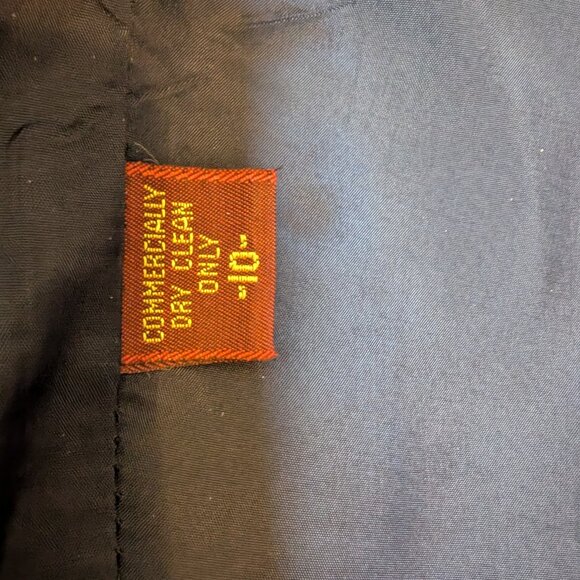 COMMERCIALLY
DRY CLEAN
ONLY
"10"